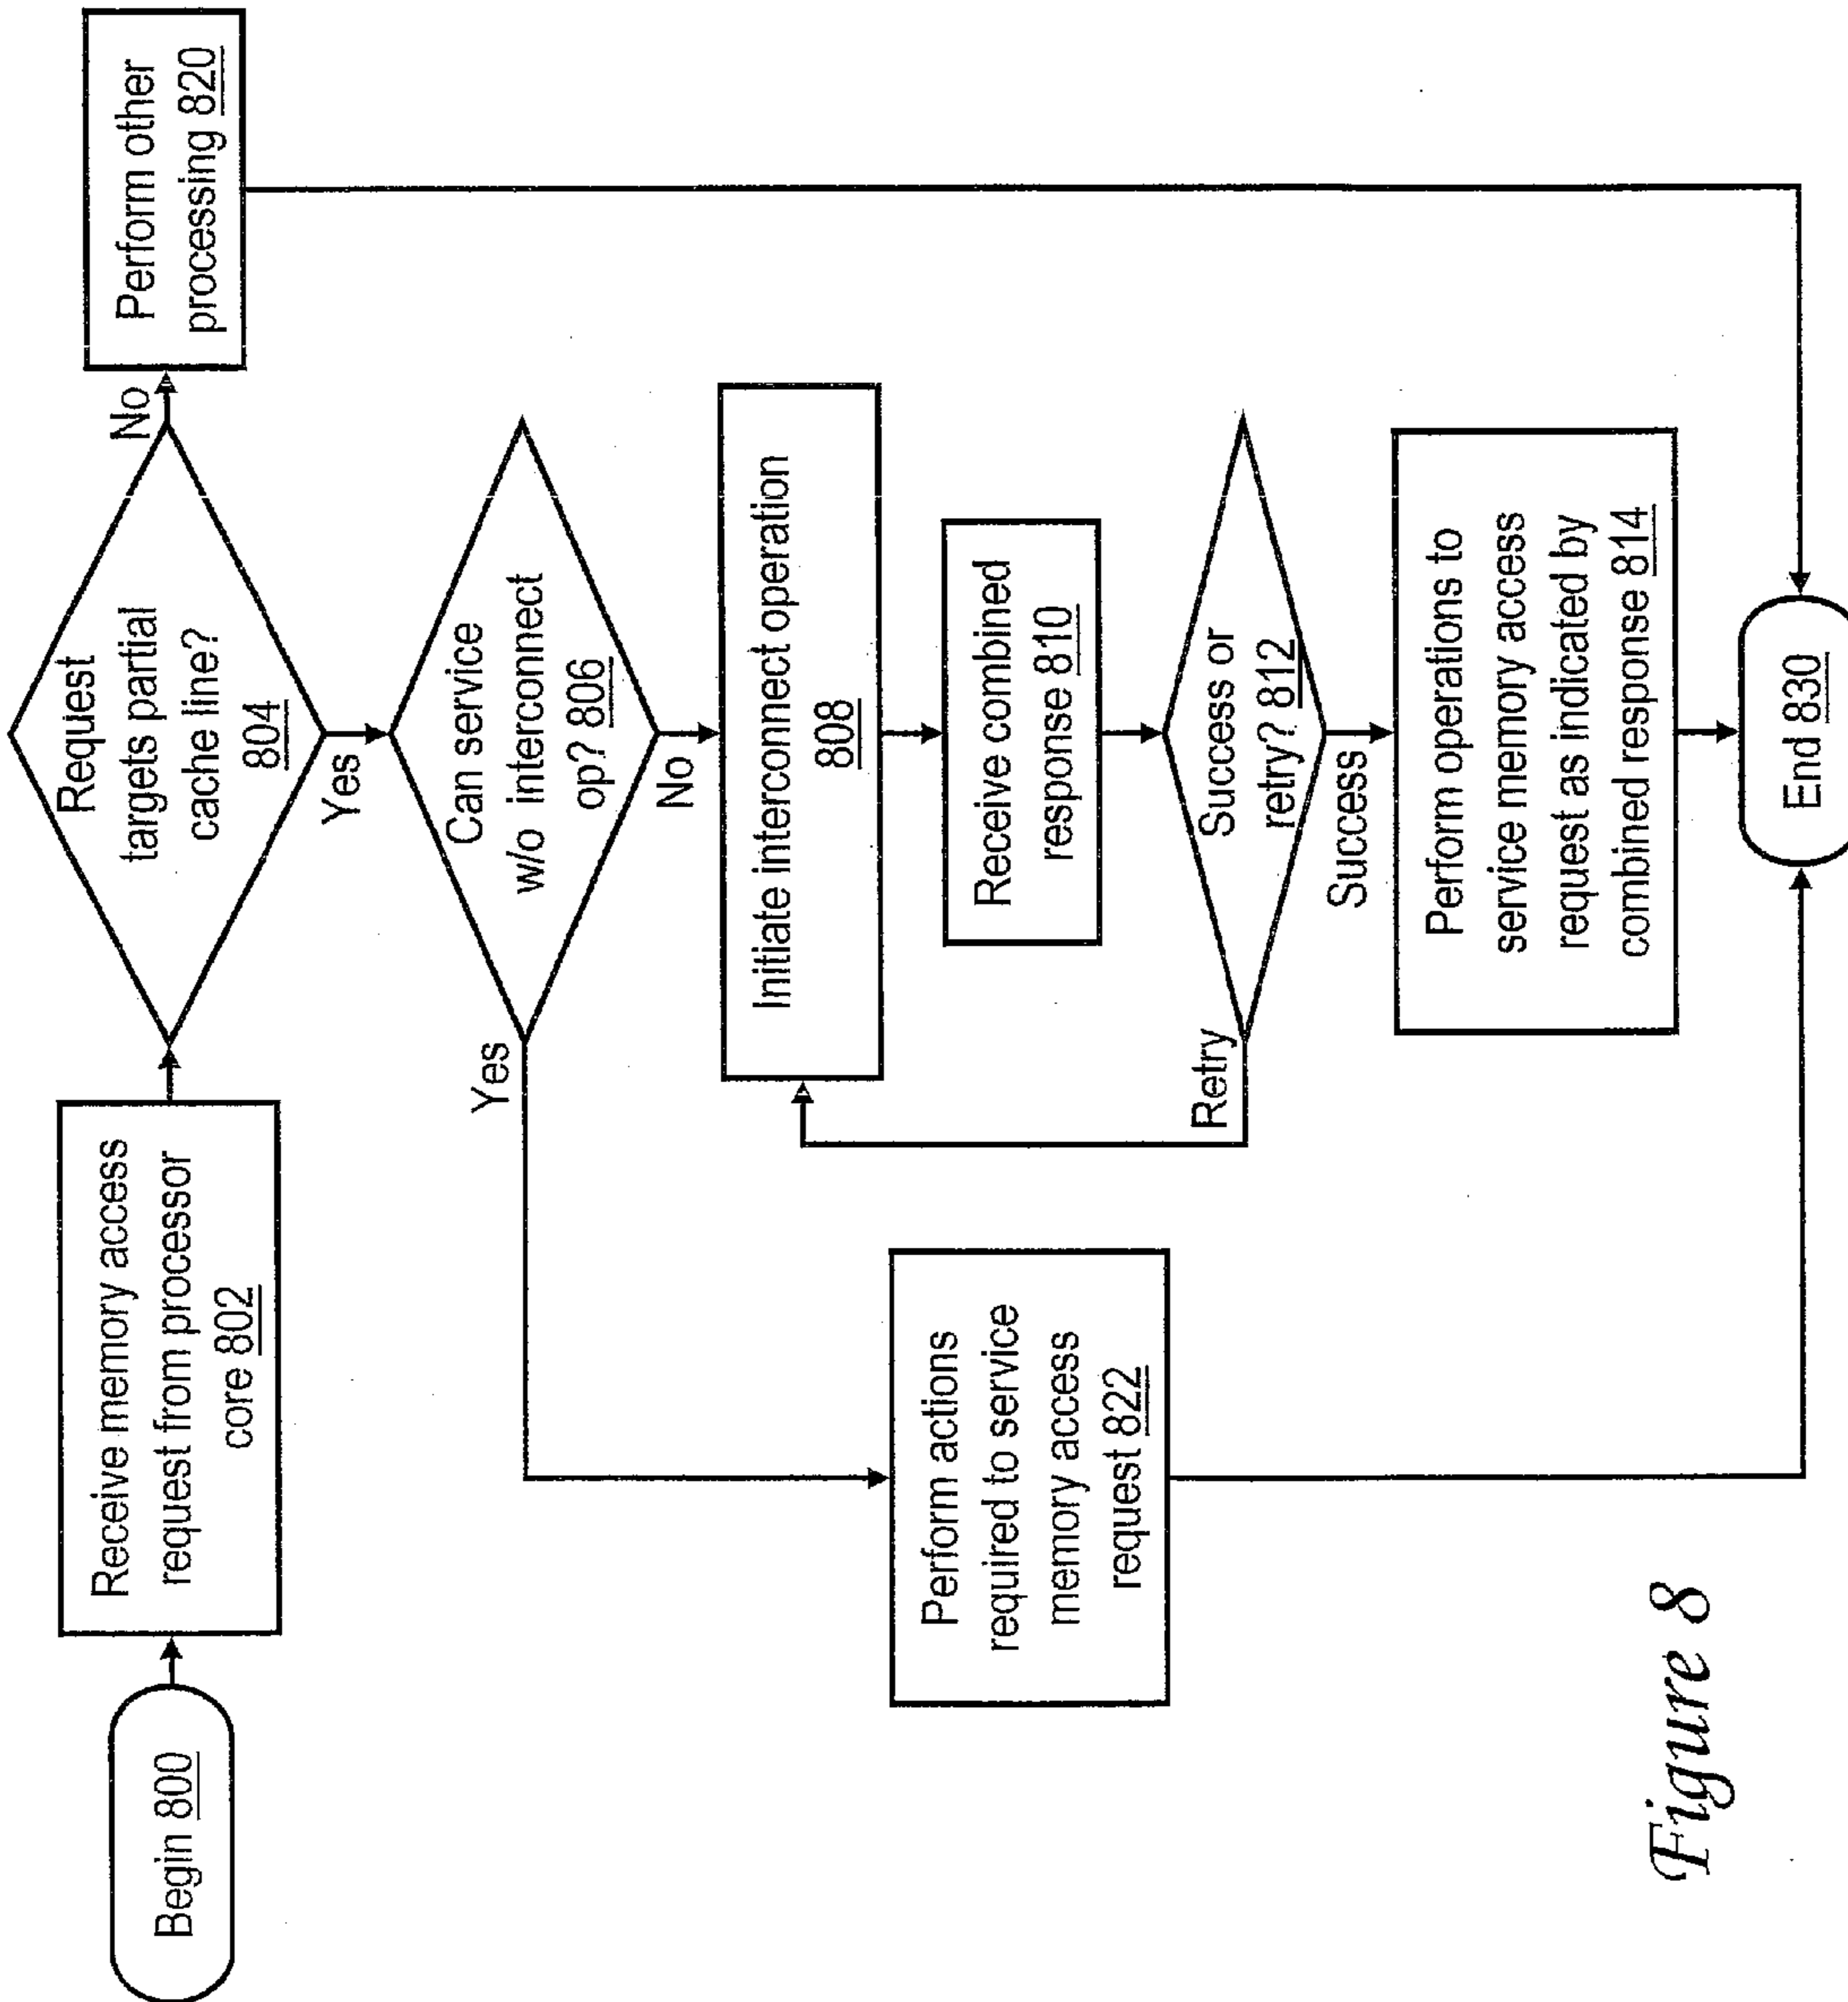 Begin 800
Receive memory access
request from processor
core 802
Request
targets partial
cache line?
804
No
Perform other
processing 820
Yes
Can service
w/o interconnect
op? 806
Yes
No
Initiate interconnect operation
808
Perform actions
required to service
memory access
request 822
Receive combined
response 810
Success or
retry? 812
Retry
Success
Perform operations to
service memory access
request as indicated by
combined response 814
End 830
Figure 8